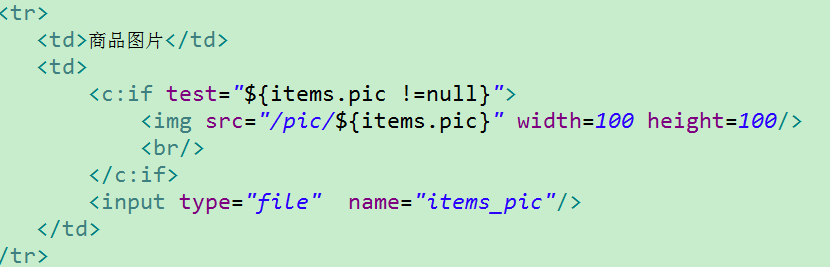 <tr>
<td>商品图片</td>
<td>
<c:if test="${items.pic !=null}">
<img src="/pic/${items.pic}" width=100 height=100/>
<br/>
</c:if>
<input type="file"  name="items_pic"/>
</td>
/tr>